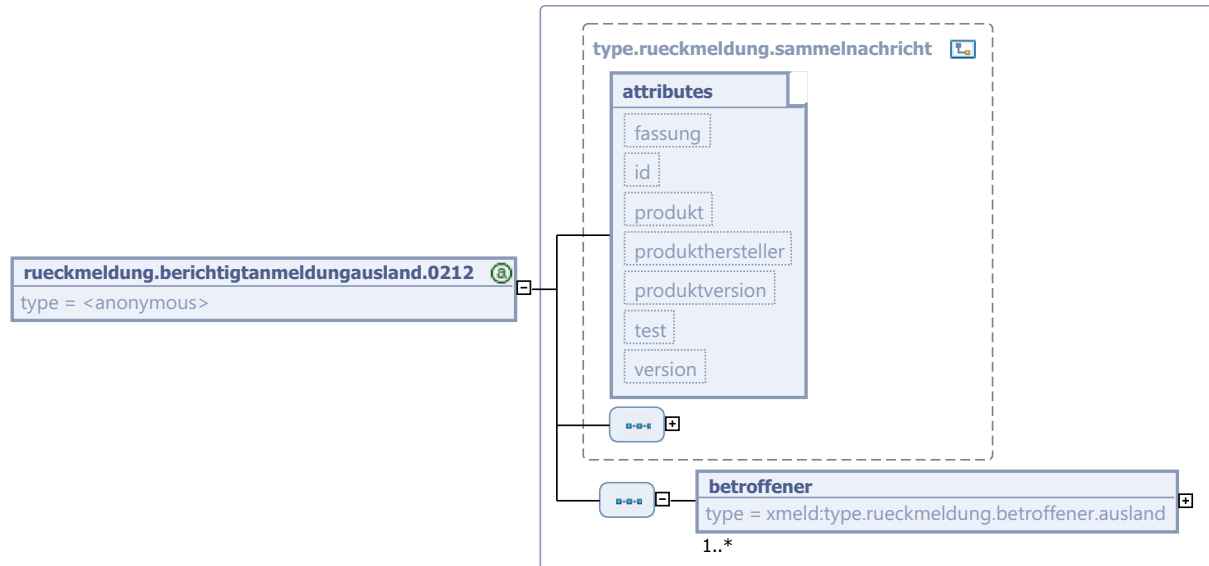 type.rueckmeldung.sammelnachricht
attributes
fassung
id
produkt
produkthersteller
produktversion
test
version
rueckmeldung.berichtigtanmeldungausland.0212 a
type = <anonymous>
betroffener
type = xmeld:type.rueckmeldung.betroffener.ausland
1..*